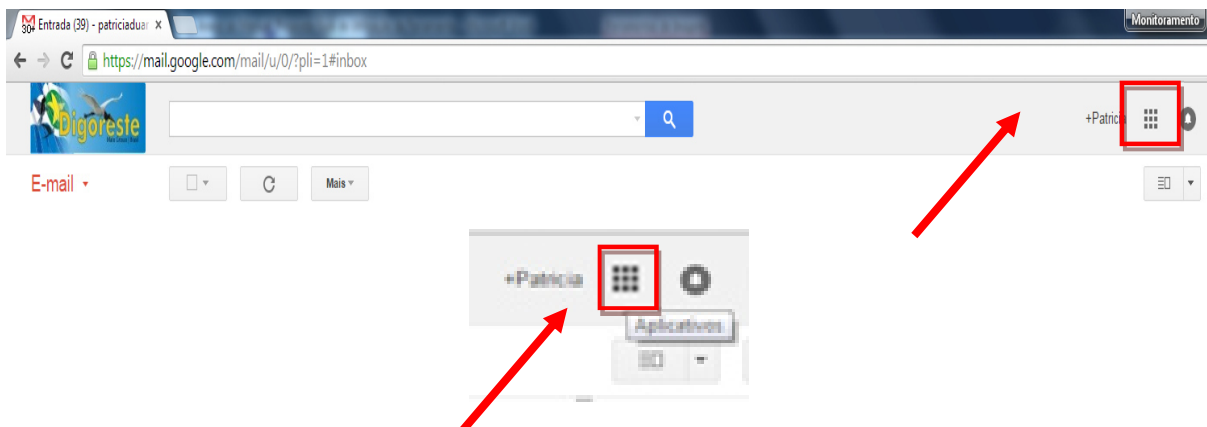 Entrada (39) - patriciaduar ×
30+
Monitoramento
https://mail.google.com/mail/u/0/?pli=1#inbox
Digoreste
+Patricia
E-mail
Mais
+Patricia
Aplicativos